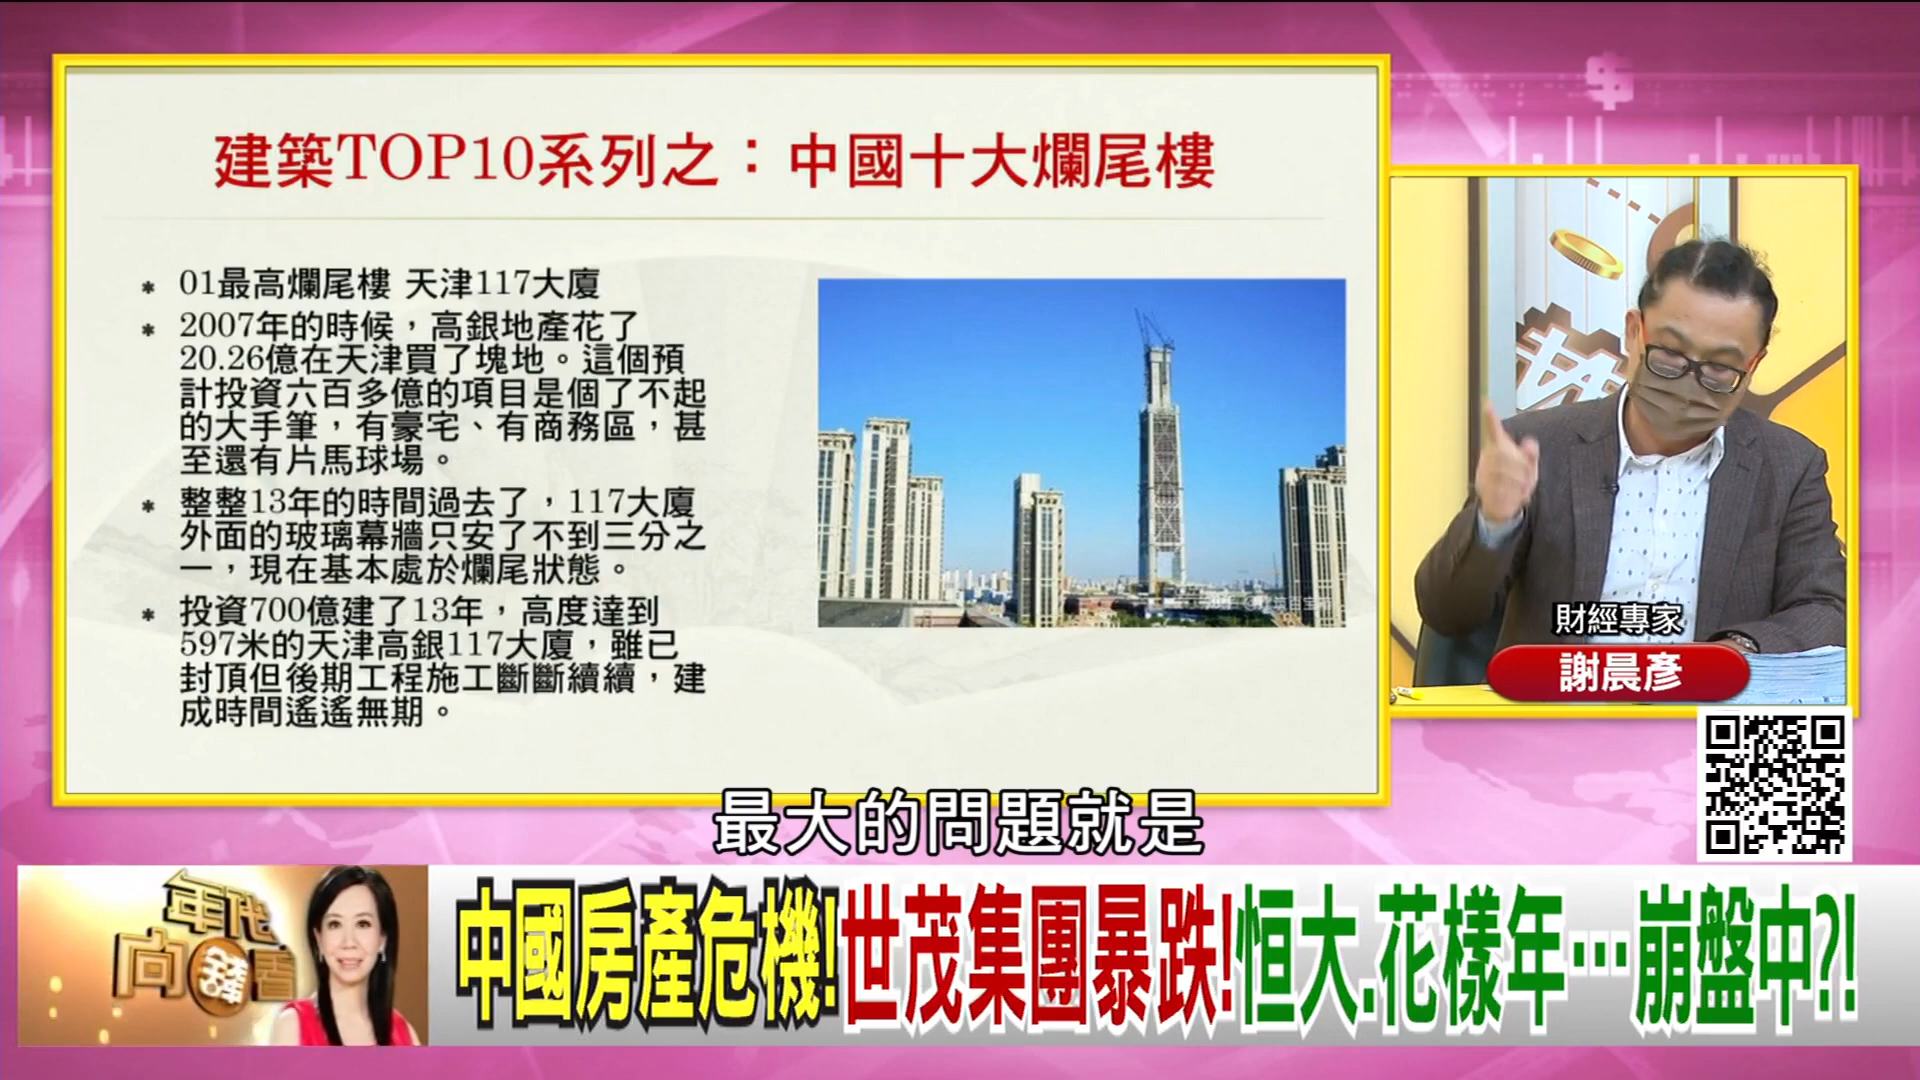 建築TOP10系列之：中國十大爛尾樓
* 01最高爛尾樓 天津117大廈
* 2007年的時候，高銀地產花了
20.26億在天津買了塊地。這個預
計投資六百多億的項目是個了不起
的大手筆，有豪宅、有商務區，甚
至還有片馬球場。
* 整整13年的時間過去了，117大廈
外面的玻璃幕牆只安了不到三分之
一，現在基本處於爛尾狀態。
* 投資700億建了13年，高度達到
597米的天津高銀117大廈，雖已
封頂但後期工程施工斷斷續續，建
成時間遙遙無期。
財經專家
謝晨彥
最大的問題就是
年代
向錢看
中國房產危機!世茂集團暴跌!恒大.花樣年…崩盤中?!